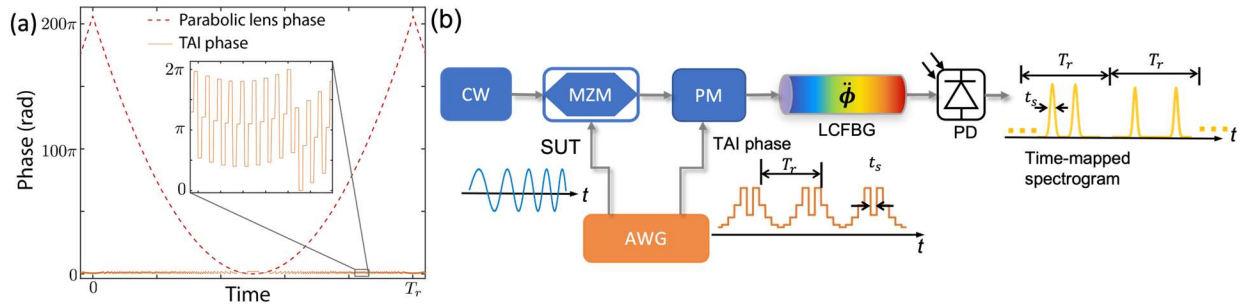 (a)
200π
100π
0
Phase (rad)
Parabolic lens phase
TAI phase
2π
π
0
0
Time
T_r
(b)
CW
MZM
PM
ϕ̈
LCFBG
PD
SUT
t
AWG
TAI phase
T_r
t_s
t
T_r
T_r
t_s
t
Time-mapped
spectrogram